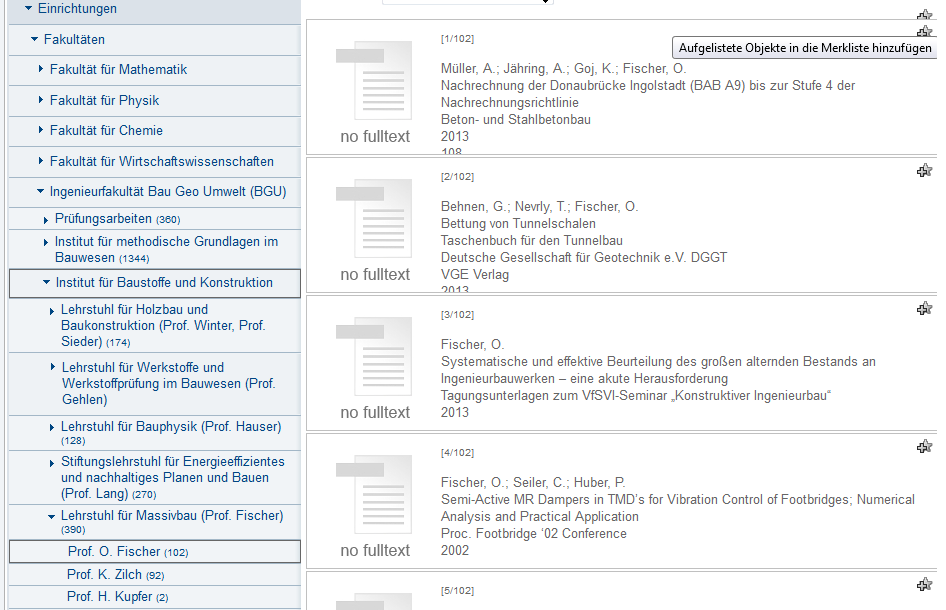 Einrichtungen
Fakultäten
Fakultät für Mathematik
Fakultät für Physik
Fakultät für Chemie
Fakultät für Wirtschaftswissenschaften
Ingenieurfakultät Bau Geo Umwelt (BGU)
Prüfungsarbeiten (360)
Institut für methodische Grundlagen im
Bauwesen (1344)
Institut für Baustoffe und Konstruktion
Lehrstuhl für Holzbau und
Baukonstruktion (Prof. Winter, Prof.
Sieder) (174)
Lehrstuhl für Werkstoffe und
Werkstoffprüfung im Bauwesen (Prof.
Gehlen)
Lehrstuhl für Bauphysik (Prof. Hauser)
(128)
Stiftungslehrstuhl für Energieeffizientes
und nachhaltiges Planen und Bauen
(Prof. Lang) (270)
Lehrstuhl für Massivbau (Prof. Fischer)
(390)
Prof. O. Fischer (102)
Prof. K. Zilch (92)
Prof. H. Kupfer (2)
Aufgelistete Objekte in die Merkliste hinzufügen
[1/102]
Müller, A.; Jähring, A.; Goj, K.; Fischer, O.
Nachrechnung der Donaubrücke Ingolstadt (BAB A9) bis zur Stufe 4 der
Nachrechnungsrichtlinie
Beton- und Stahlbetonbau
2013
108
no fulltext
[2/102]
Behnen, G.; Nevrly, T.; Fischer, O.
Bettung von Tunnelschalen
Taschenbuch für den Tunnelbau
Deutsche Gesellschaft für Geotechnik e.V. DGGT
VGE Verlag
2013
no fulltext
[3/102]
Fischer, O.
Systematische und effektive Beurteilung des großen alternden Bestands an
Ingenieurbauwerken – eine akute Herausforderung
Tagungsunterlagen zum VfSVI-Seminar „Konstruktiver Ingenieurbau“
2013
no fulltext
[4/102]
Fischer, O.; Seiler, C.; Huber, P.
Semi-Active MR Dampers in TMD's for Vibration Control of Footbridges; Numerical
Analysis and Practical Application
Proc. Footbridge ‘02 Conference
2002
no fulltext
[5/102]